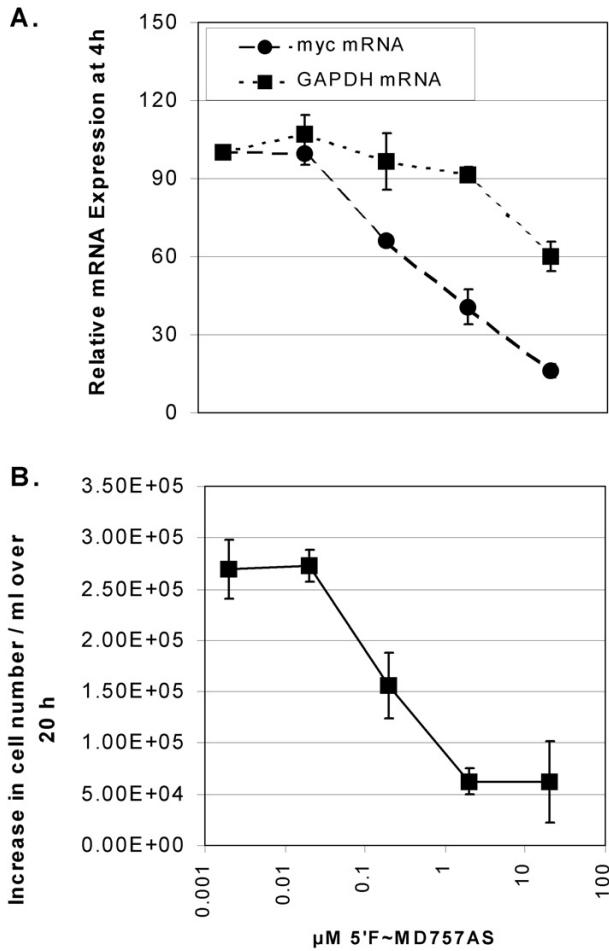 A.
Relative mRNA Expression at 4h
150
120
90
60
30
0
myc mRNA
GAPDH mRNA
B.
Increase in cell number / ml over
20 h
3.50E+05
3.00E+05
2.50E+05
2.00E+05
1.50E+05
1.00E+05
5.00E+04
0.00E+00
0.001
0.01
0.1
1
10
100
µM 5'F~MD757AS